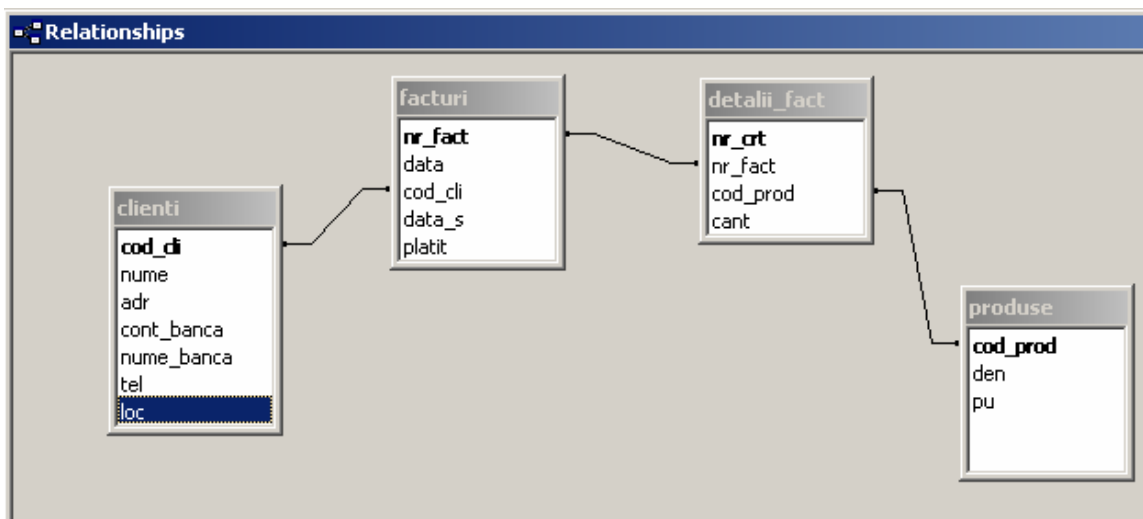 Relationships
clienti
cod_cli
nume
adr
cont_banca
nume_banca
tel
loc
facturi
nr_fact
data
cod_cli
data_s
platit
detalii_fact
nr_crt
nr_fact
cod_prod
cant
produse
cod_prod
den
pu